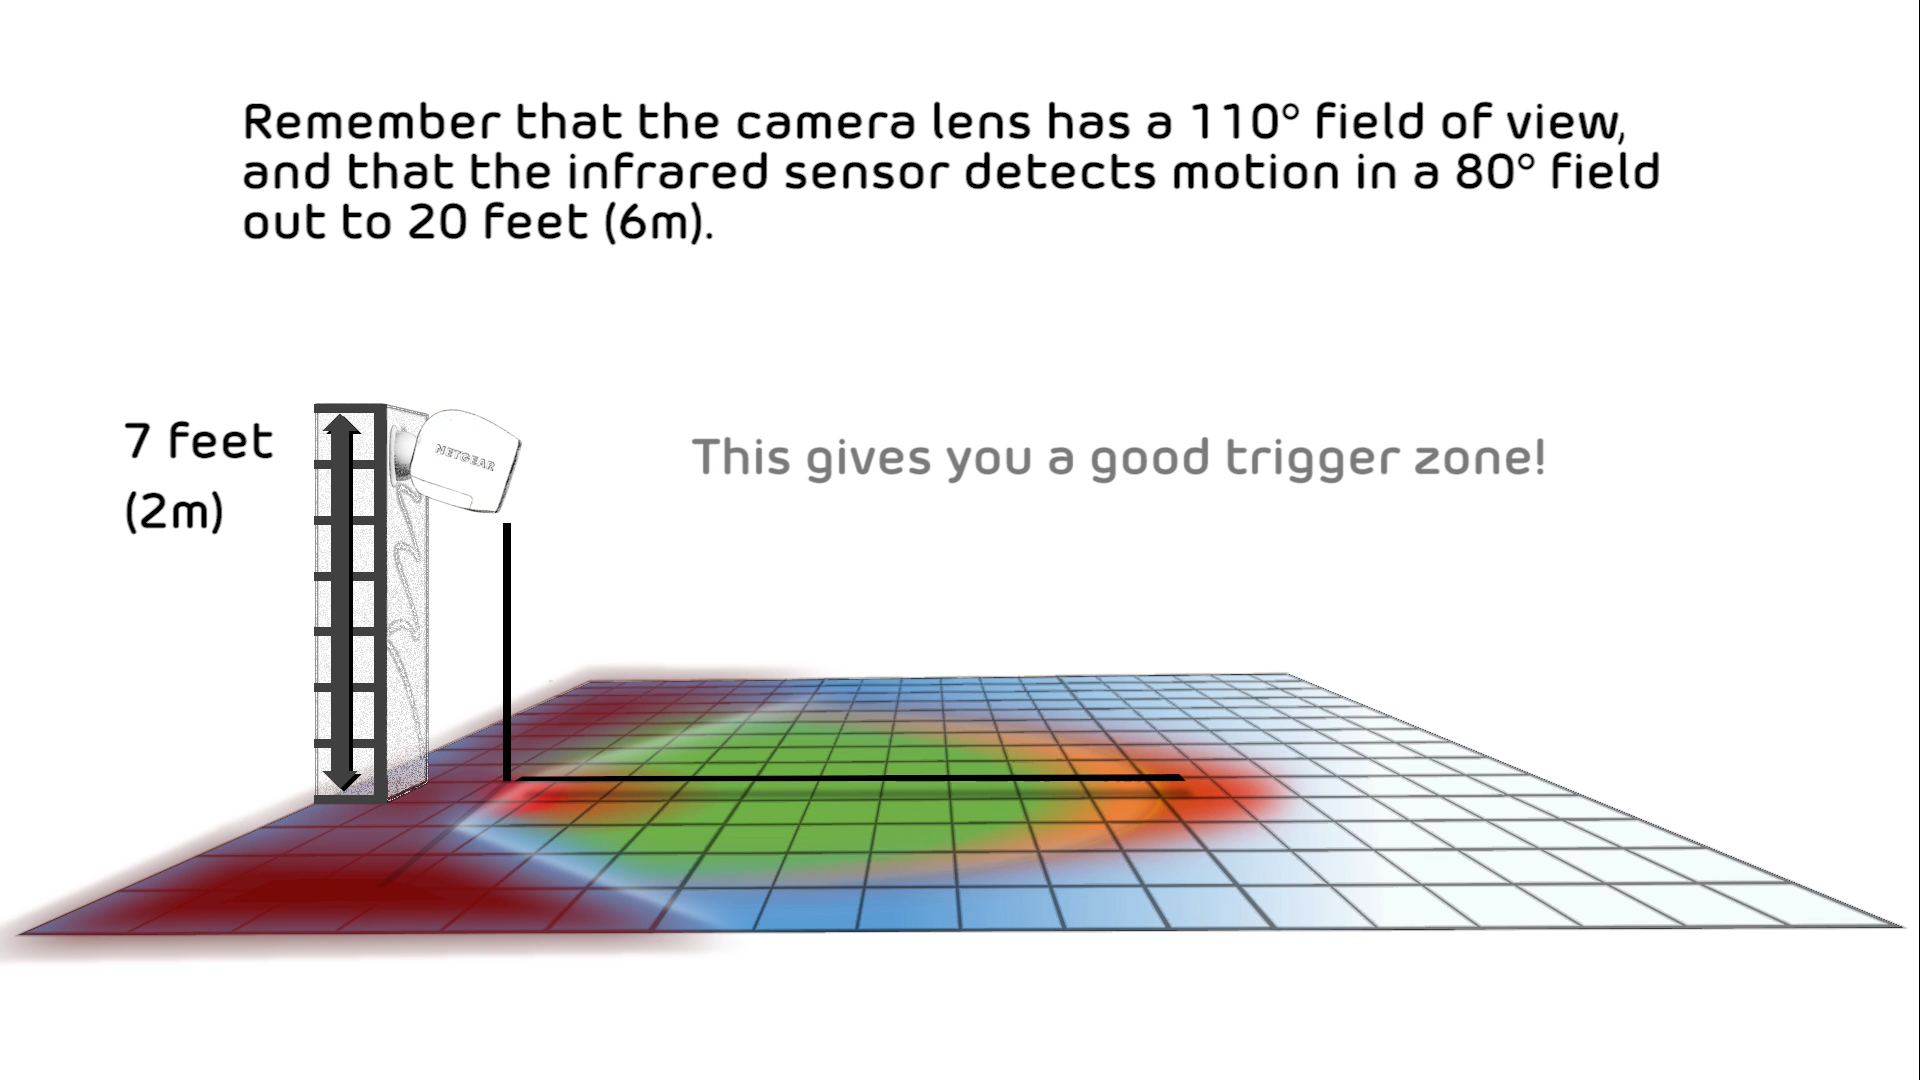 Remember that the camera lens has a 110° field of view,
and that the infrared sensor detects motion in a 80° field
out to 20 feet (6m).
7 feet
(2m)
NETGEAR
This gives you a good trigger zone!